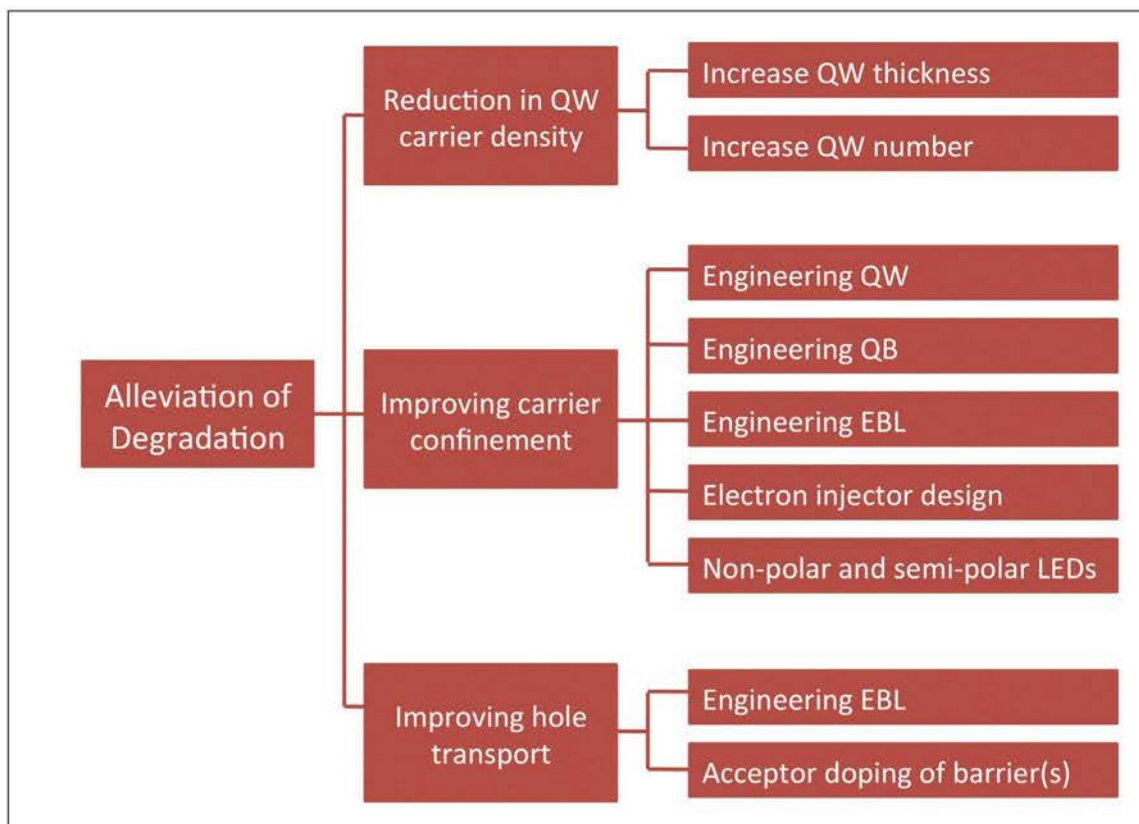 Alleviation of
Degradation
Reduction in QW
carrier density
Increase QW thickness
Increase QW number
Improving carrier
confinement
Engineering QW
Engineering QB
Engineering EBL
Electron injector design
Non-polar and semi-polar LEDs
Improving hole
transport
Engineering EBL
Acceptor doping of barrier(s)